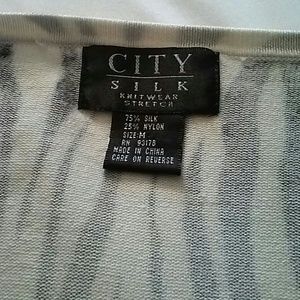 CITY
SILK
KNITWEAR
STRETCH
75% SILK
25% NYLON
SIZE: M
RN 93178
MADE IN CHINA
CARE ON REVERSE